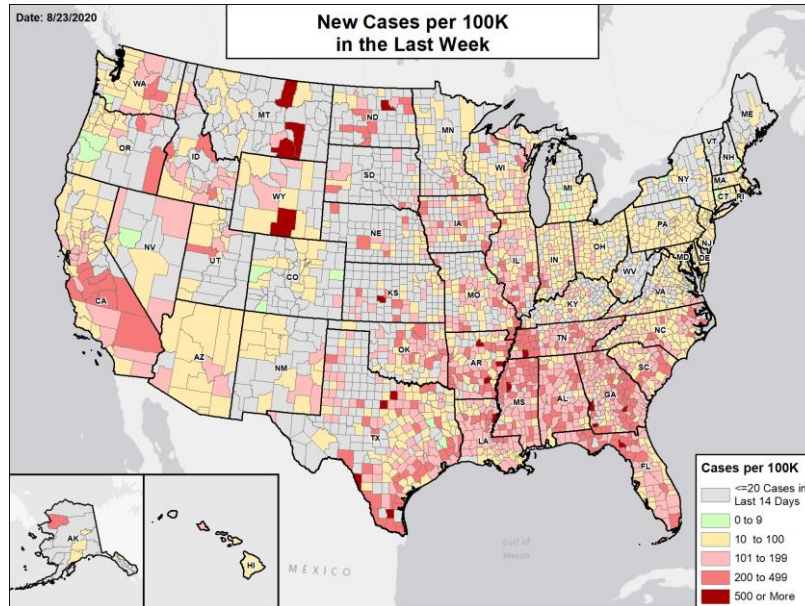 Date: 8/23/2020
New Cases per 100K
in the Last Week
WA
MT
ND
MN
ME
OR
ID
SD
WI
VT
NH
NY
MA
CT
RI
WY
MI
IA
NE
PA
NJ
NV
UT
CO
IL
IN
OH
MD
DE
WV
CA
KS
MO
KY
VA
AZ
NM
OK
AR
TN
NC
SC
TX
LA
MS
AL
GA
FL
AK
HI
MÉXICO
Gulf of
Mexico
Cases per 100K
<=20 Cases in
Last 14 Days
0 to 9
10 to 100
101 to 199
200 to 499
500 or More